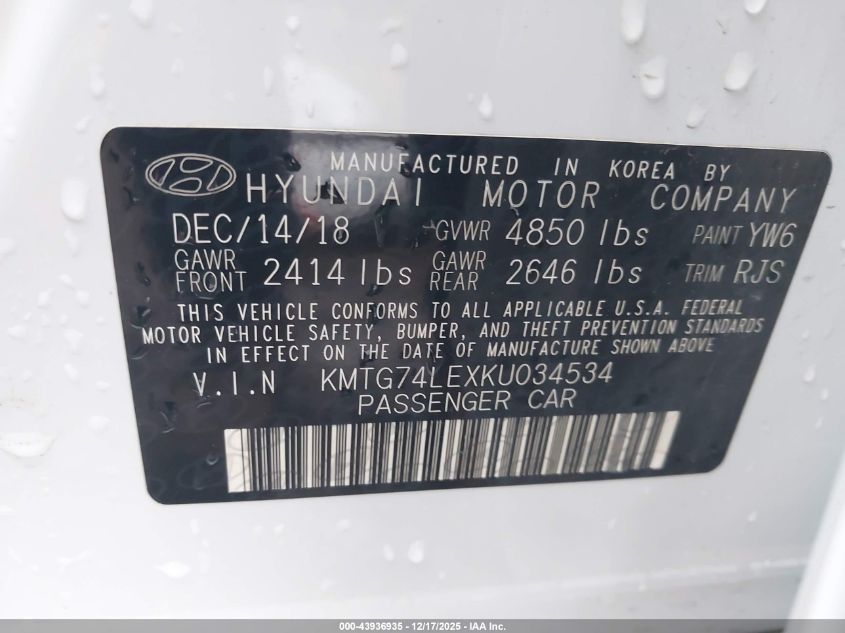 MANUFACTURED IN KOREA BY
HYUNDAI MOTOR COMPANY
DEC/14/18 GVWR 4850 lbs PAINT YW6
GAWR FRONT 2414 lbs GAWR REAR 2646 lbs TRIM RJS
THIS VEHICLE CONFORMS TO ALL APPLICABLE U.S.A. FEDERAL
MOTOR VEHICLE SAFETY, BUMPER, AND THEFT PREVENTION STANDARDS
IN EFFECT ON THE DATE OF MANUFACTURE SHOWN ABOVE
V.I.N KMTG74LEXKU034534
PASSENGER CAR
000-43936935 - 12/17/2025 - IAA Inc.